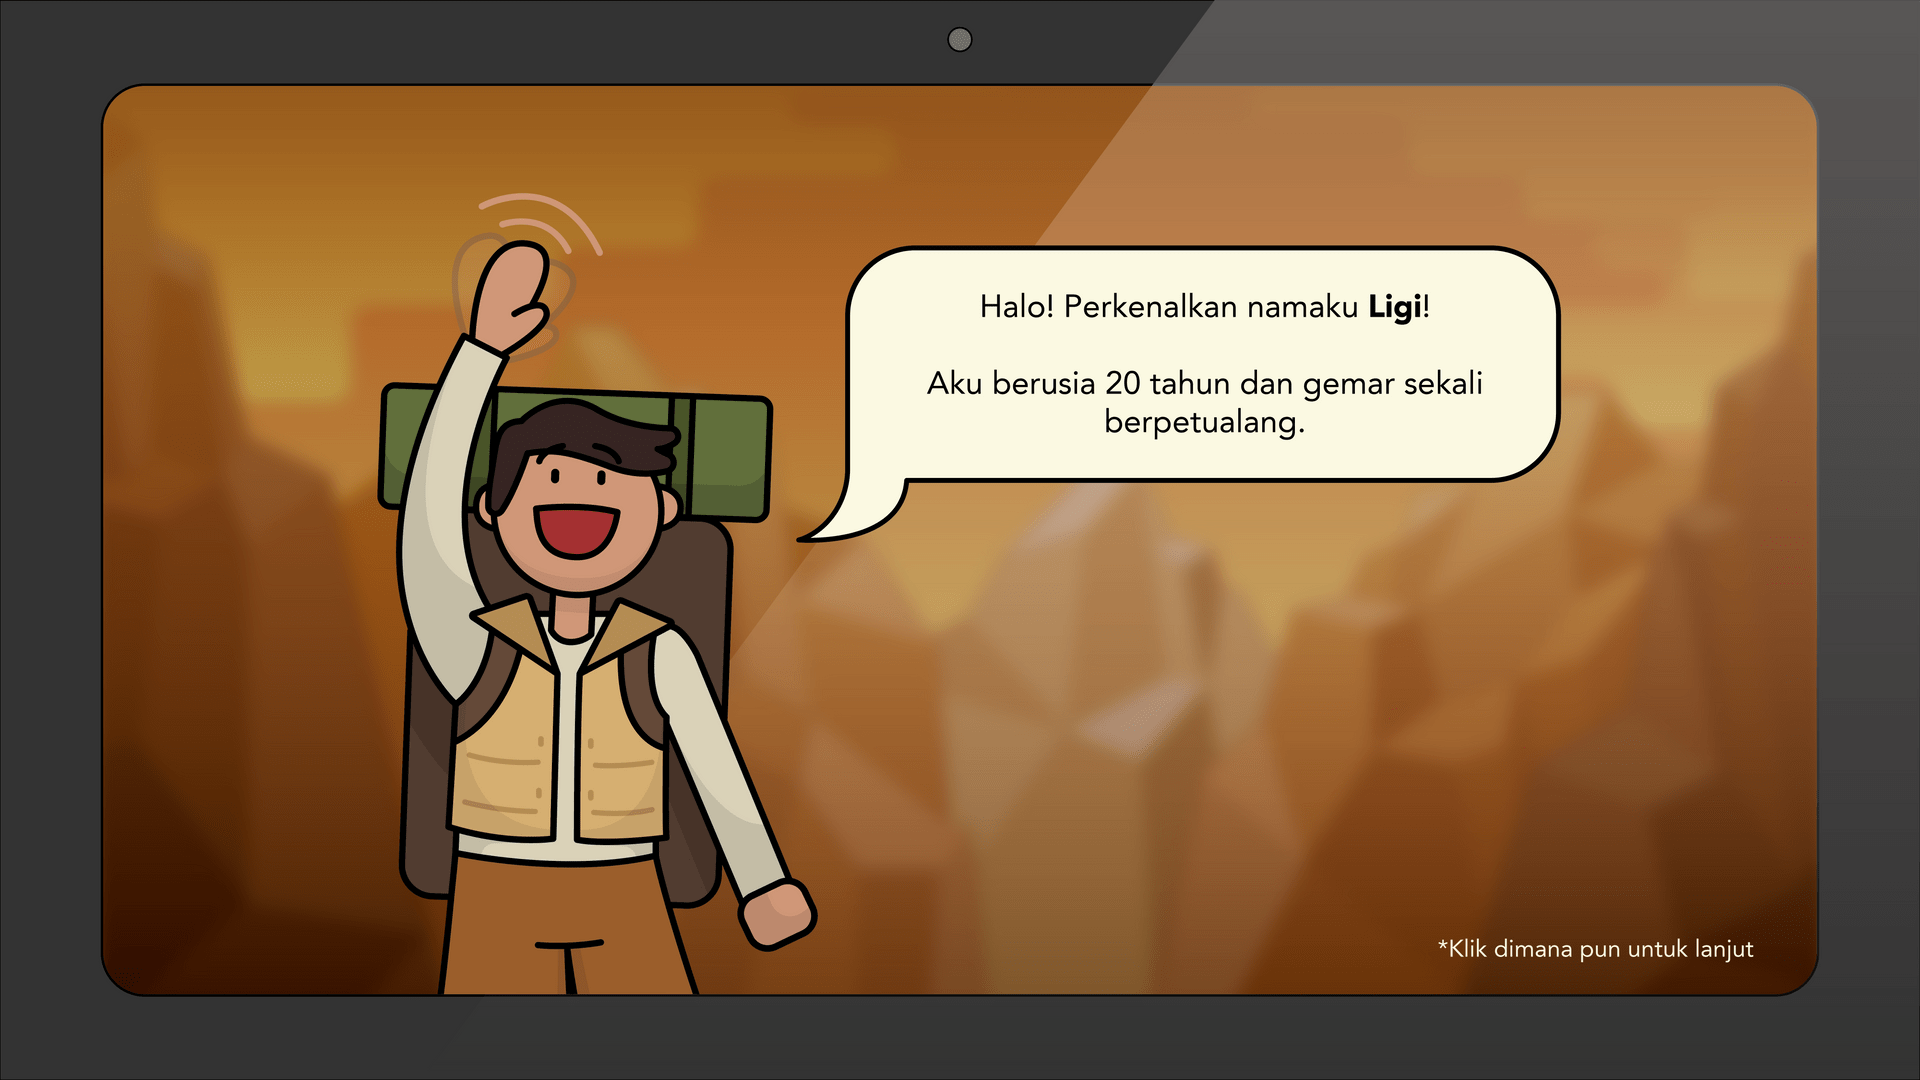 Halo! Perkenalkan namaku Ligi!
Aku berusia 20 tahun dan gemar sekali
berpetualang.
*Klik dimana pun untuk lanjut